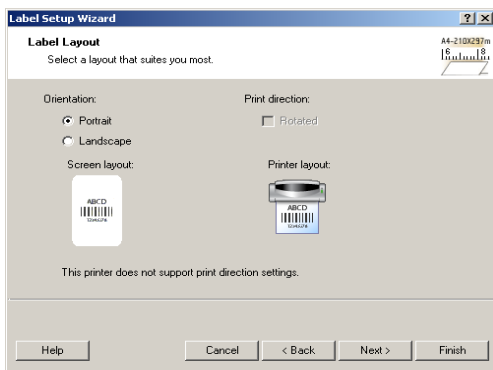 Label Setup Wizard
Label Layout
Select a layout that suites you most.
A4-210X297m
6 8
Orientation:
Print direction:
Portrait
Rotated
Landscape
Screen layout:
Printer layout:
ABCD
ABCD
This printer does not support print direction settings.
Help
Cancel
< Back
Next >
Finish